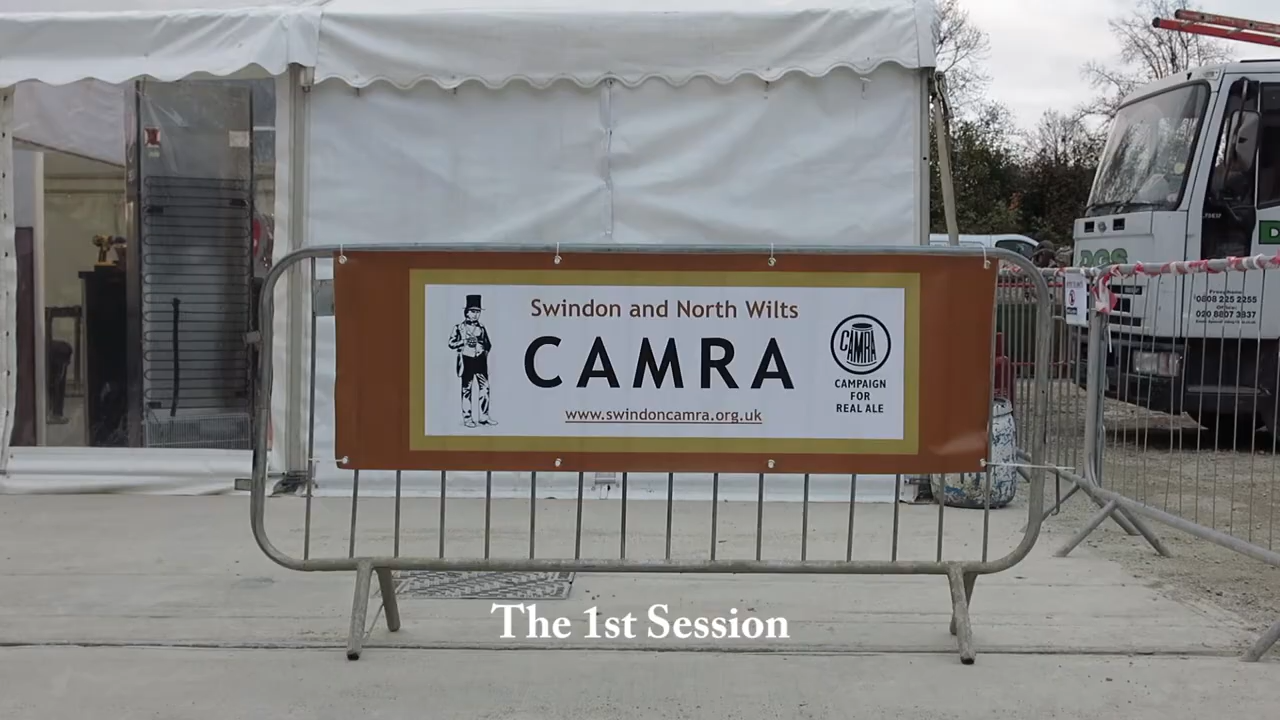 Swindon and North Wilts
CAMRA
www.swindoncamra.org.uk
CAMRA
CAMPAIGN
FOR
REAL ALE
0808 225 2255
020 8807 3937
The 1st Session